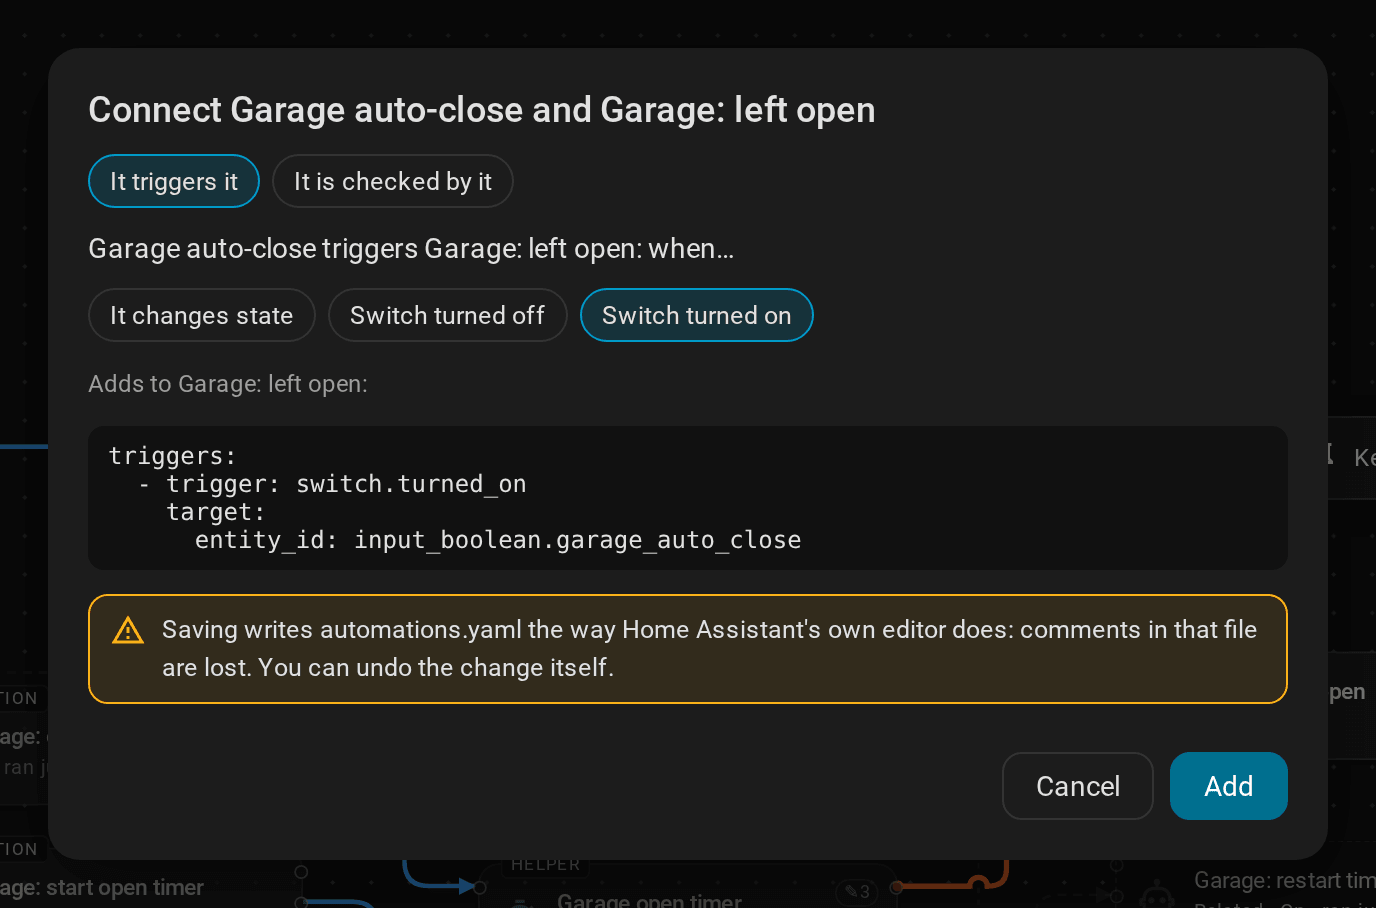 Connect Garage auto-close and Garage: left open
It triggers it
It is checked by it
Garage auto-close triggers Garage: left open: when…
It changes state
Switch turned off
Switch turned on
Adds to Garage: left open:
triggers:
  - trigger: switch.turned_on
    target:
      entity_id: input_boolean.garage_auto_close
Saving writes automations.yaml the way Home Assistant's own editor does: comments in that file
are lost. You can undo the change itself.
Cancel
Add
HELPER
start open timer
Garage open timer
3
Garage: restart